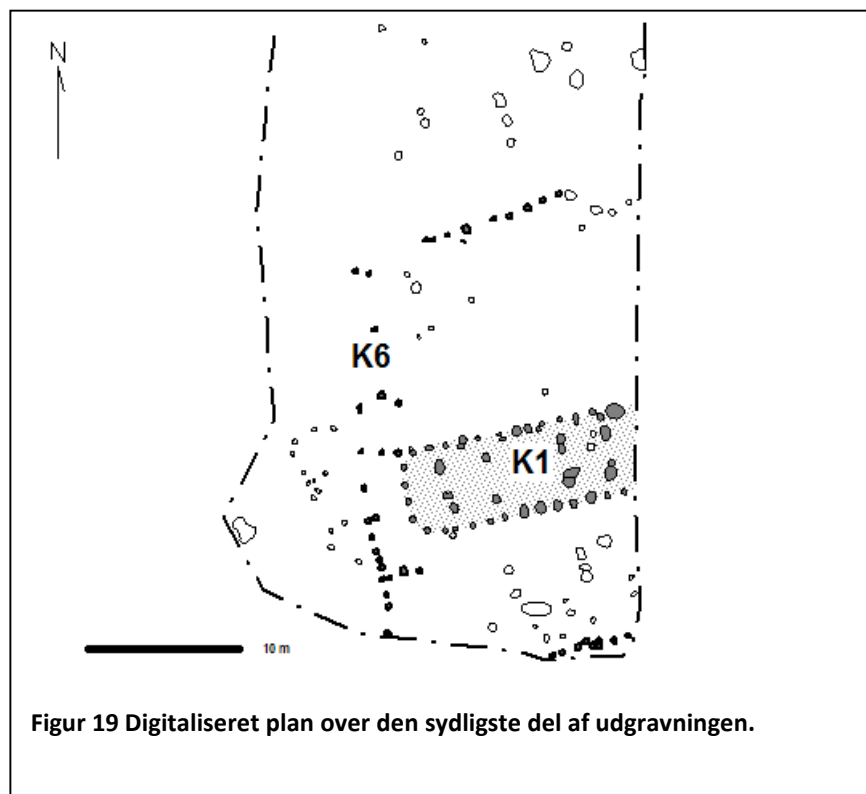 N
K6
K1
10 m
Figur 19 Digitaliseret plan over den sydligste del af udgravningen.